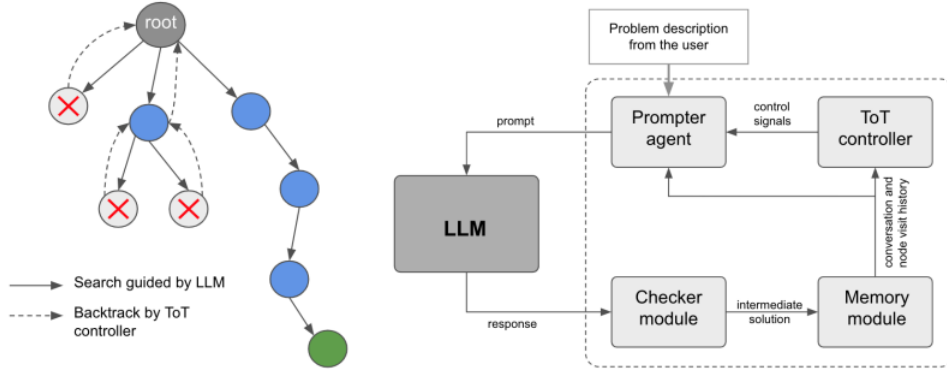 root
Search guided by LLM
Backtrack by ToT
controller
Problem description
from the user
Prompter
agent
control
signals
ToT
controller
prompt
LLM
conversation and
node visit history
response
Checker
module
intermediate
solution
Memory
module